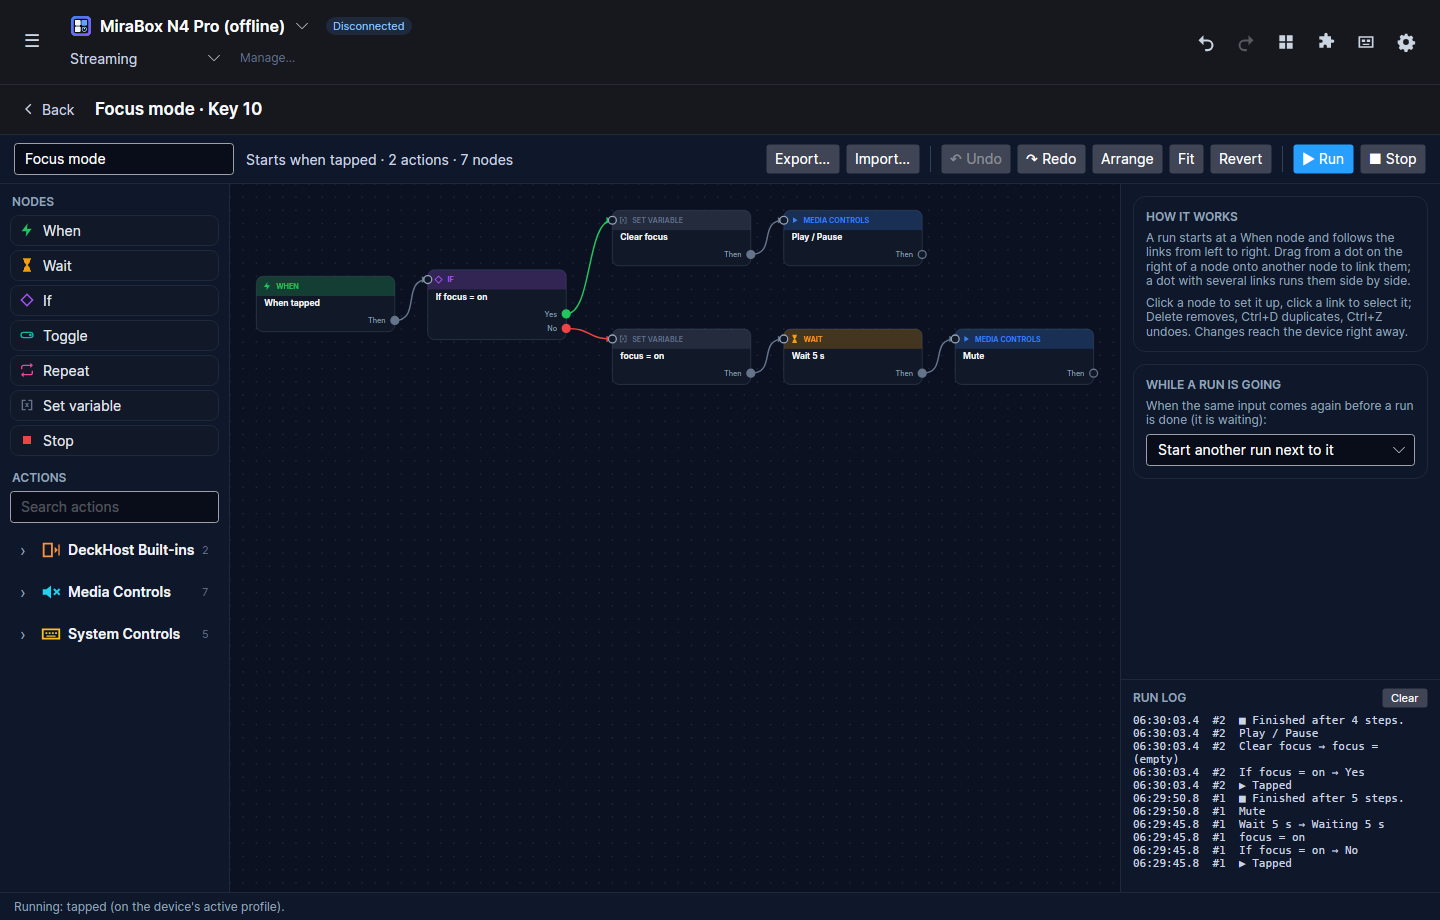 MiraBox N4 Pro (offline)
Disconnected
Streaming
Manage...
Back
Focus mode · Key 10
Focus mode
Starts when tapped · 2 actions · 7 nodes
Export...
Import...
↶ Undo
↷ Redo
Arrange
Fit
Revert
▶ Run
■ Stop
NODES
When
Wait
If
Toggle
Repeat
Set variable
Stop
ACTIONS
Search actions
DeckHost Built-ins 2
Media Controls 7
System Controls 5
WHEN
When tapped
Then
IF
If focus = on
Yes
No
SET VARIABLE
Clear focus
Then
MEDIA CONTROLS
Play / Pause
Then
SET VARIABLE
focus = on
Then
WAIT
Wait 5 s
Then
MEDIA CONTROLS
Mute
Then
HOW IT WORKS
A run starts at a When node and follows the
links from left to right. Drag from a dot on the
right of a node onto another node to link them;
a dot with several links runs them side by side.
Click a node to set it up, click a link to select it;
Delete removes, Ctrl+D duplicates, Ctrl+Z
undoes. Changes reach the device right away.
WHILE A RUN IS GOING
When the same input comes again before a run
is done (it is waiting):
Start another run next to it
RUN LOG
Clear
06:30:03.4 #2 ■ Finished after 4 steps.
06:30:03.4 #2 Play / Pause
06:30:03.4 #2 Clear focus → focus =
(empty)
06:30:03.4 #2 If focus = on → Yes
06:30:03.4 #2 ▶ Tapped
06:29:50.8 #1 ■ Finished after 5 steps.
06:29:50.8 #1 Mute
06:29:45.8 #1 Wait 5 s → Waiting 5 s
06:29:45.8 #1 focus = on
06:29:45.8 #1 If focus = on → No
06:29:45.8 #1 ▶ Tapped
Running: tapped (on the device's active profile).